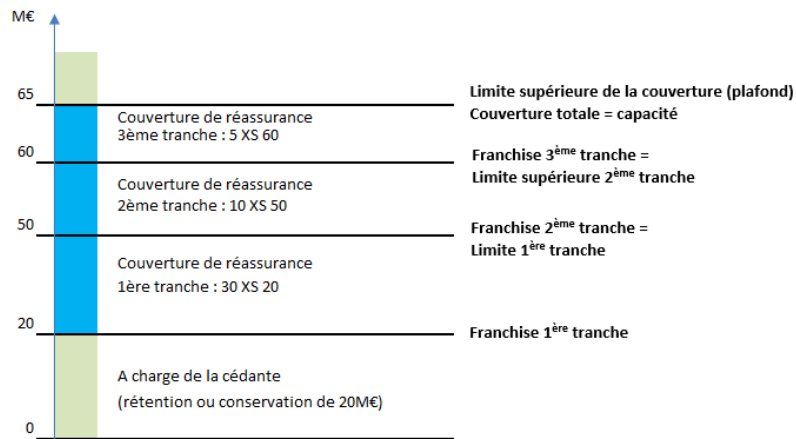 M€
65
Limite supérieure de la couverture (plafond)
Couverture totale = capacité
Couverture de réassurance
3ème tranche : 5 XS 60
60
Franchise 3ème tranche =
Limite supérieure 2ème tranche
Couverture de réassurance
2ème tranche : 10 XS 50
50
Franchise 2ème tranche =
Limite 1ère tranche
Couverture de réassurance
1ère tranche : 30 XS 20
20
Franchise 1ère tranche
A charge de la cédante
(rétention ou conservation de 20M€)
0